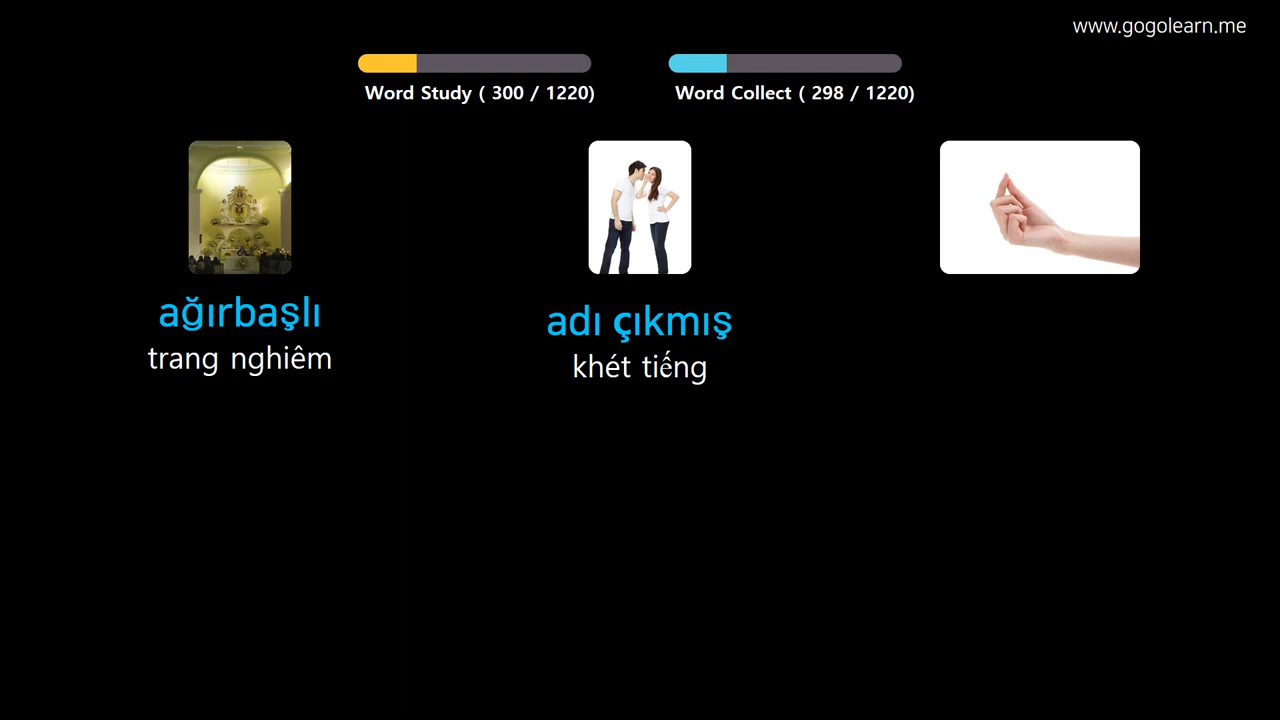 www.gogolearn.me
Word Study ( 300 / 1220)
Word Collect ( 298 / 1220)
ağırbaşlı
trang nghiêm
adı çıkmış
khét tiếng